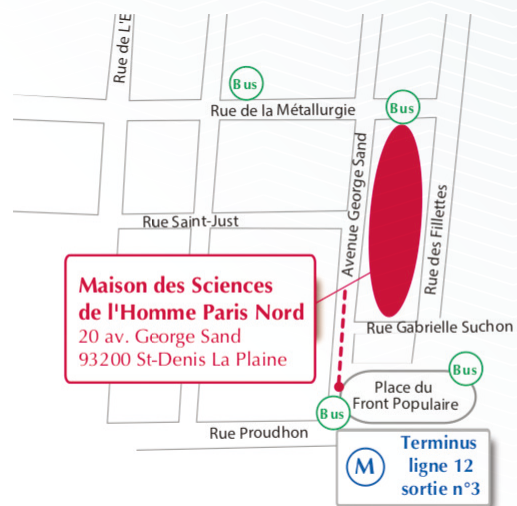 Rue de L'E
Bus
Bus
Rue de la Métallurgie
Avenue George Sand
Rue Saint-Just
Rue des Fillettes
Maison des Sciences
de l'Homme Paris Nord
20 av. George Sand
93200 St-Denis La Plaine
Rue Gabrielle Suchon
Bus
Place du
Front Populaire
Bus
Rue Proudhon
M
Terminus
ligne 12
sortie n°3